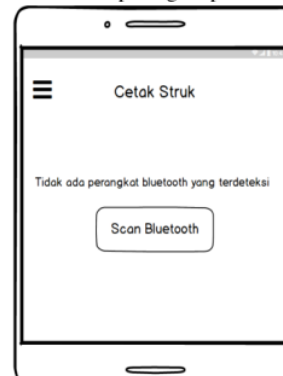 Cetak Struk
Tidak ada perangkat bluetooth yang terdeteksi
Scan Bluetooth